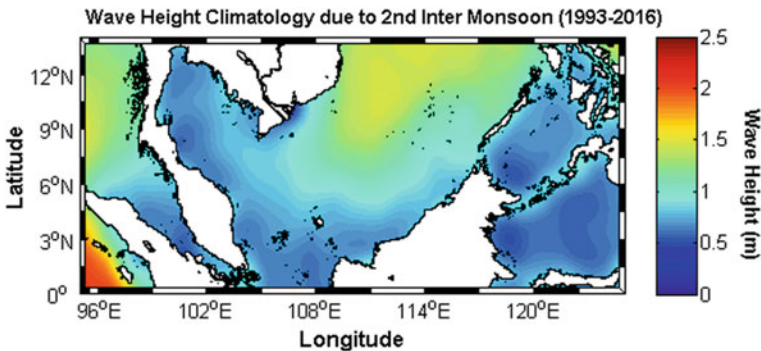 Wave Height Climatology due to 2nd Inter Monsoon (1993-2016)
12°N
9°N
6°N
3°N
0°
Latitude
96°E 102°E 108°E 114°E 120°E
Longitude
2.5
2
1.5
1
0.5
0
Wave Height (m)